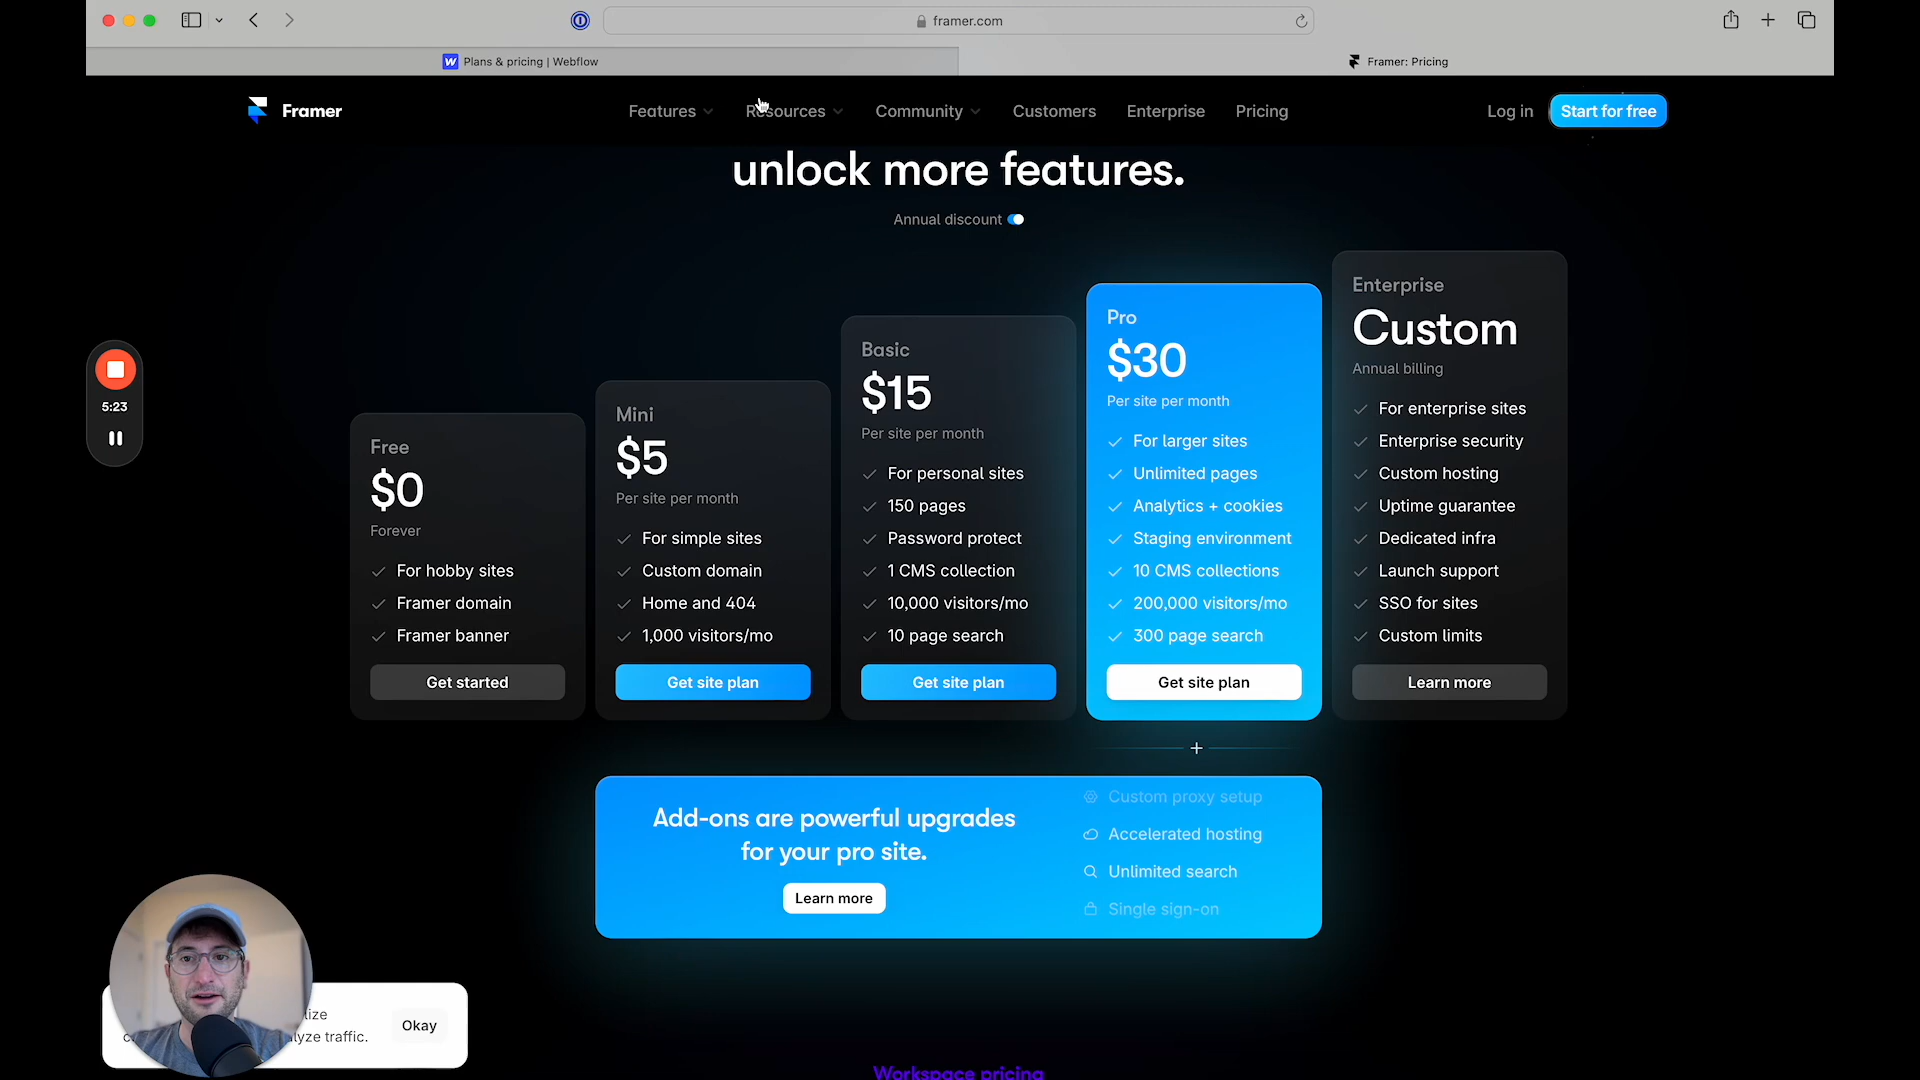 framer.com
Plans & pricing | Webflow
Framer: Pricing
Framer
Features
Resources
Community
Customers
Enterprise
Pricing
Log in
Start for free
unlock more features.
Annual discount
5:23
Free
$0
Forever
For hobby sites
Framer domain
Framer banner
Get started
Mini
$5
Per site per month
For simple sites
Custom domain
Home and 404
1,000 visitors/mo
Get site plan
Basic
$15
Per site per month
For personal sites
150 pages
Password protect
1 CMS collection
10,000 visitors/mo
10 page search
Get site plan
Pro
$30
Per site per month
For larger sites
Unlimited pages
Analytics + cookies
Staging environment
10 CMS collections
200,000 visitors/mo
300 page search
Get site plan
Enterprise
Custom
Annual billing
For enterprise sites
Enterprise security
Custom hosting
Uptime guarantee
Dedicated infra
Launch support
SSO for sites
Custom limits
Learn more
Add-ons are powerful upgrades
for your pro site.
Learn more
Custom proxy setup
Accelerated hosting
Unlimited search
Single sign-on
traffic.
Okay
Workspace pricing